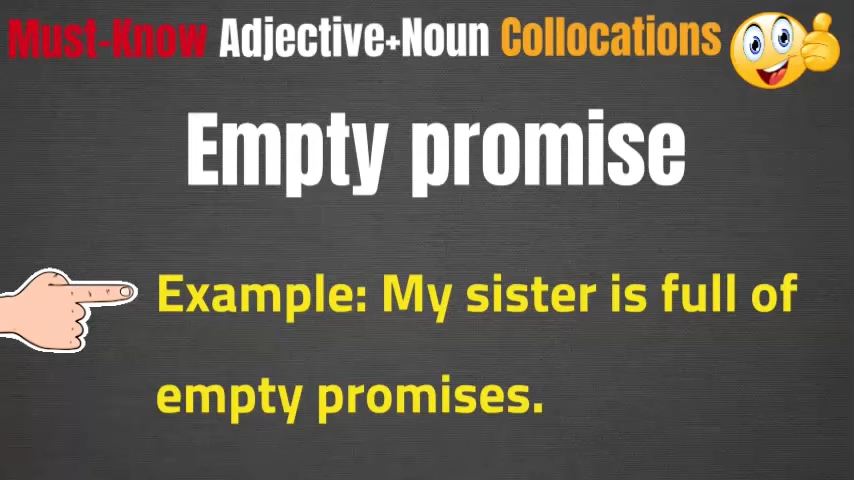 Must-Know Adjective+Noun Collocations
Empty promise
Example: My sister is full of
empty promises.